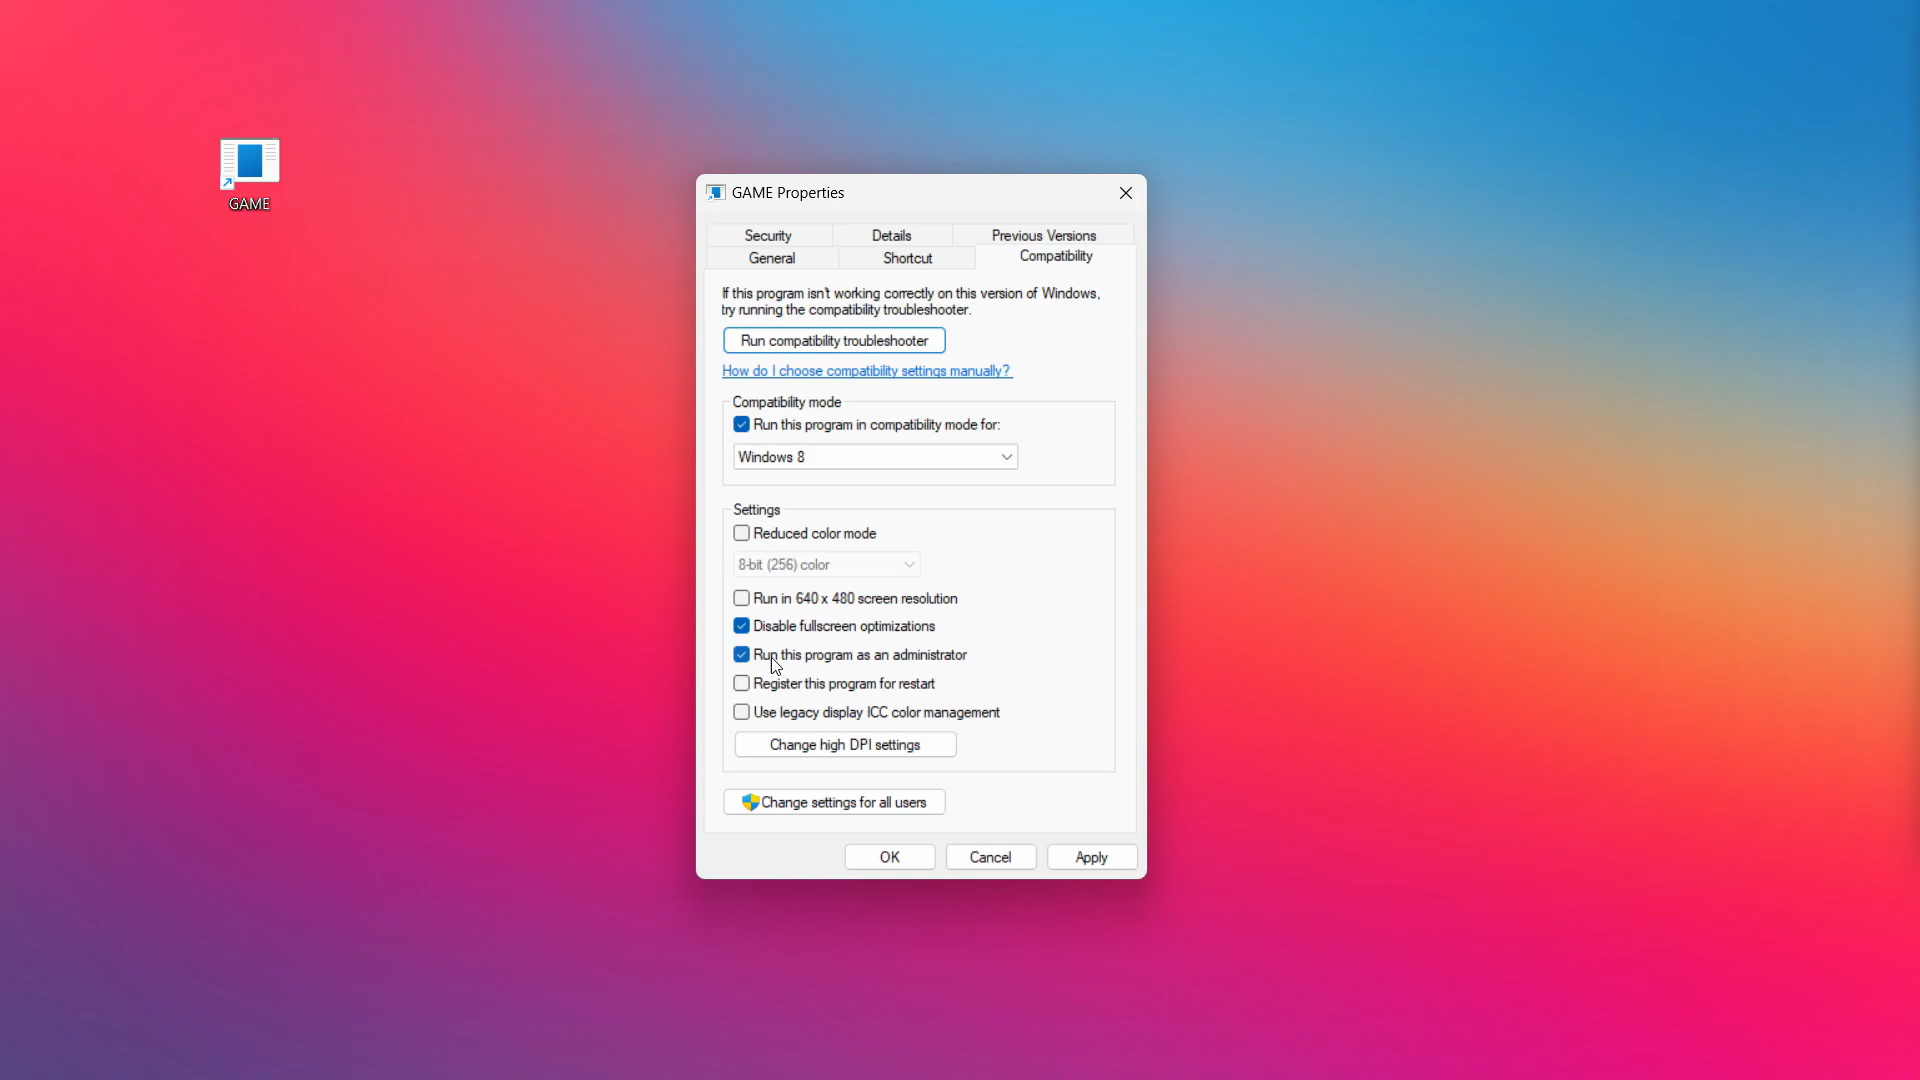 GAME
GAME Properties
Security Details Previous Versions
General Shortcut Compatibility
If this program isn't working correctly on this version of Windows,
try running the compatibility troubleshooter.
Run compatibility troubleshooter
How do I choose compatibility settings manually?
Compatibility mode
Run this program in compatibility mode for:
Windows 8
Settings
Reduced color mode
8-bit (256) color
Run in 640 x 480 screen resolution
Disable fullscreen optimizations
Run this program as an administrator
Register this program for restart
Use legacy display ICC color management
Change high DPI settings
Change settings for all users
OK Cancel Apply